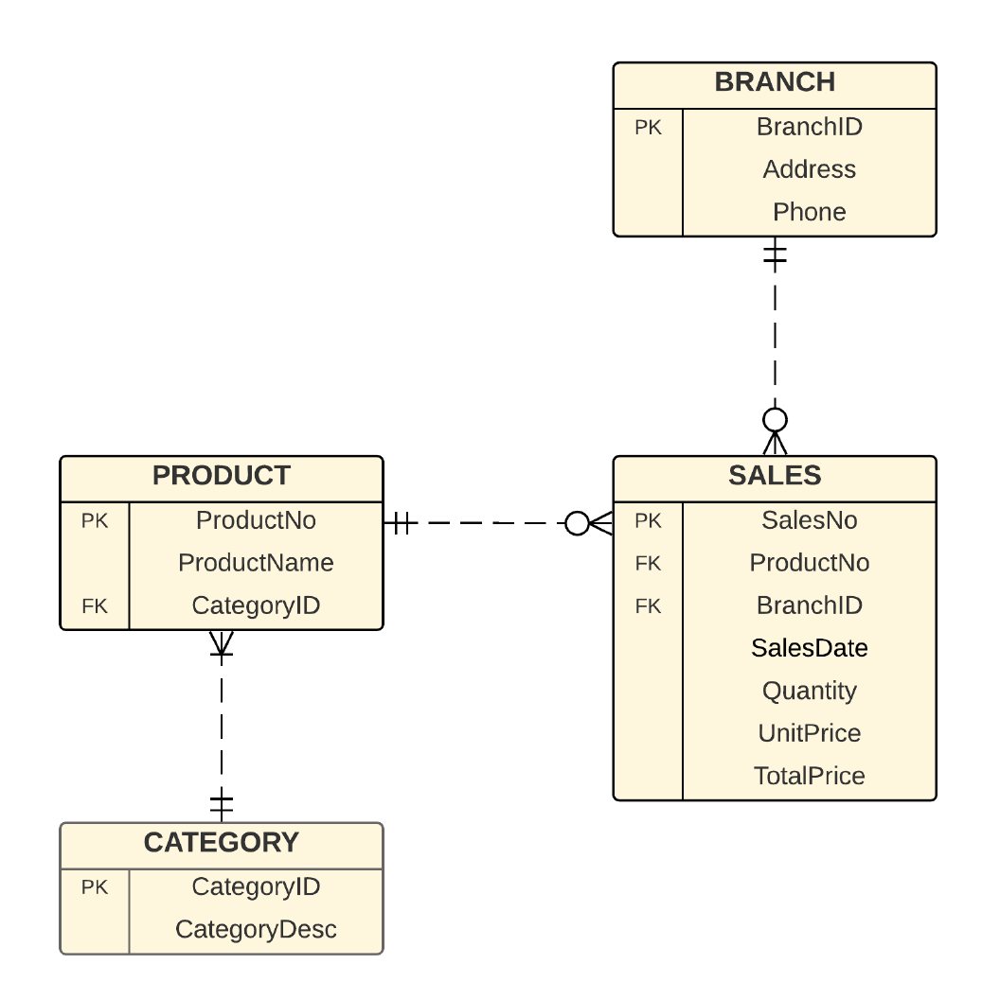 BRANCH
PK BranchID
Address
Phone
PRODUCT
PK ProductNo
ProductName
FK CategoryID
SALES
PK SalesNo
FK ProductNo
FK BranchID
SalesDate
Quantity
UnitPrice
TotalPrice
CATEGORY
PK CategoryID
CategoryDesc